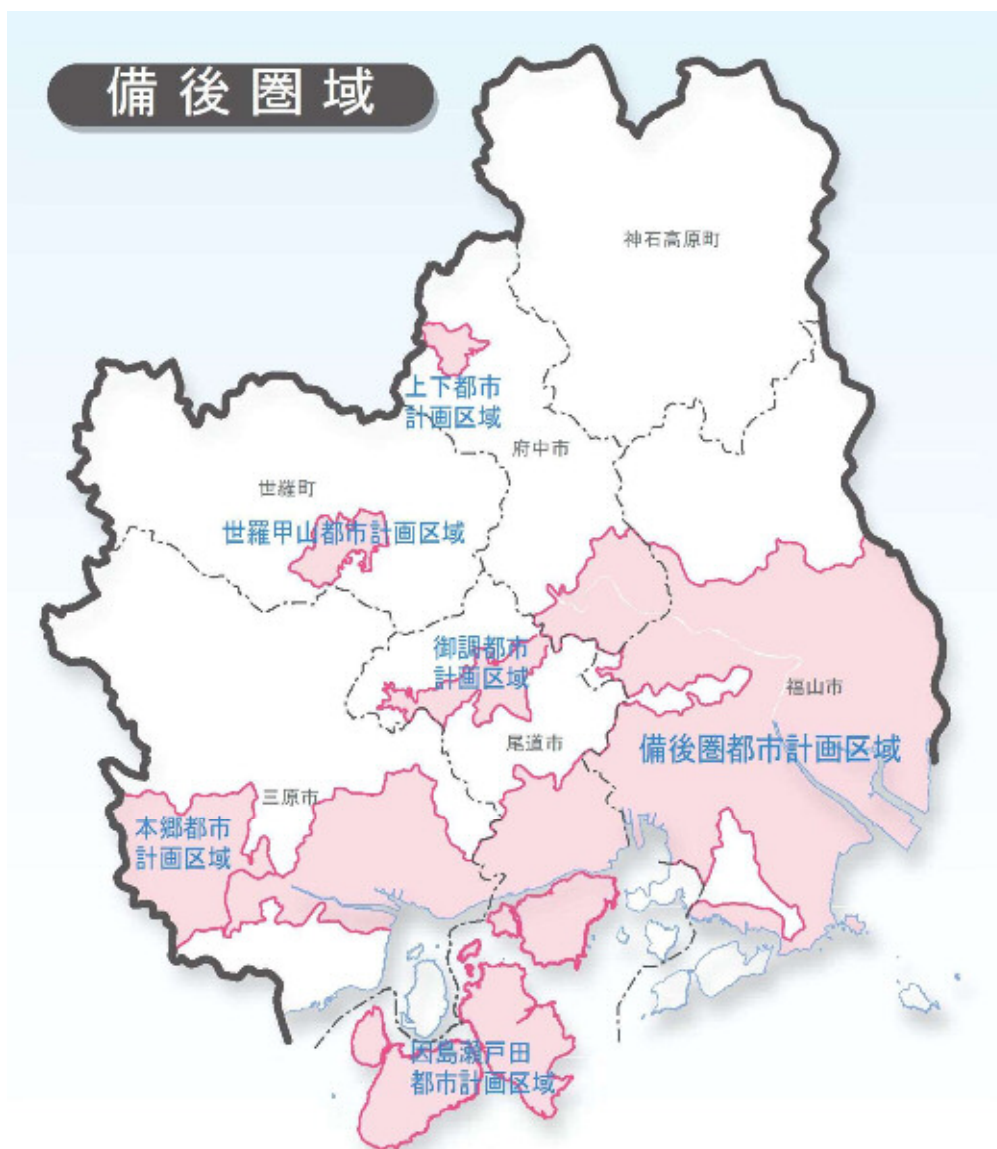 備後圏域
神石高原町
上下都市
計画区域
府中市
世羅町
世羅甲山都市計画区域
御調都市
計画区域
福山市
尾道市
備後圏都市計画区域
三原市
本郷都市
計画区域
因島瀬戸田
都市計画区域